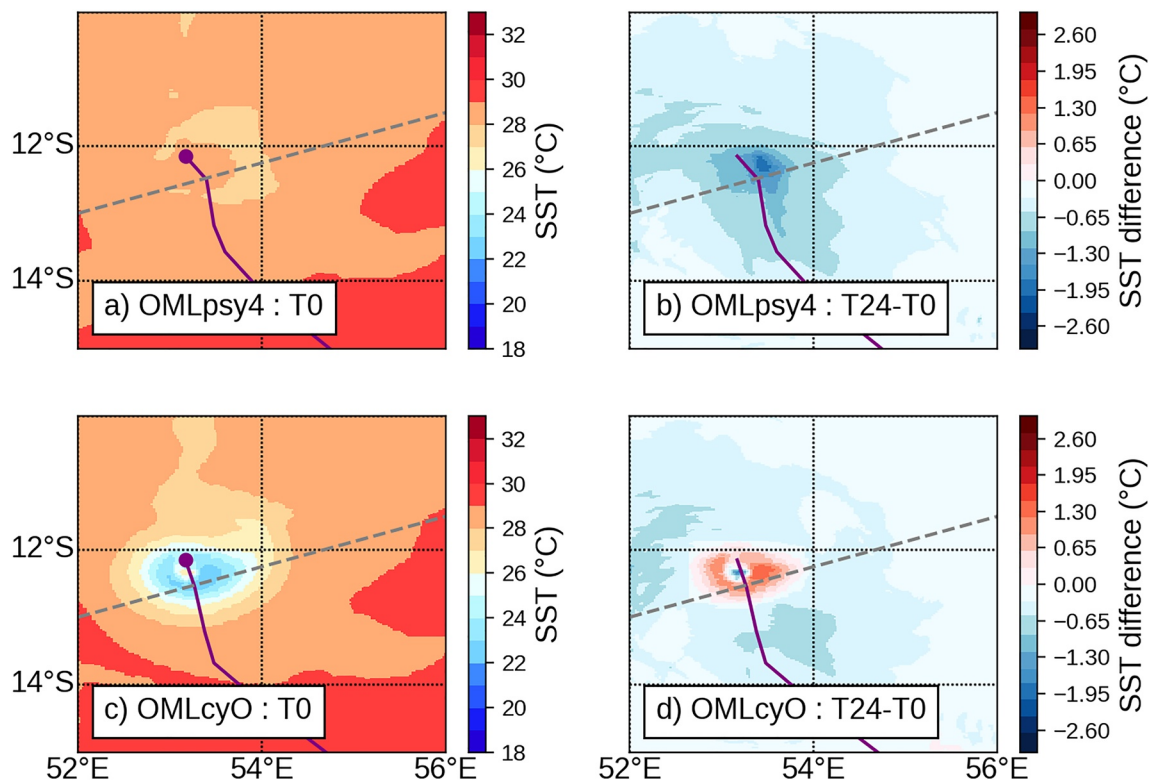 32
30
28
26
24
22
20
18
SST (°C)
12°S
14°S
a) OMLpsy4 : T0
2.60
1.95
1.30
0.65
0.00
−0.65
−1.30
−1.95
−2.60
SST difference (°C)
b) OMLpsy4 : T24-T0
32
30
28
26
24
22
20
18
SST (°C)
12°S
14°S
c) OMLcyO : T0
52°E
54°E
56°E
2.60
1.95
1.30
0.65
0.00
−0.65
−1.30
−1.95
−2.60
SST difference (°C)
d) OMLcyO : T24-T0
52°E
54°E
56°E